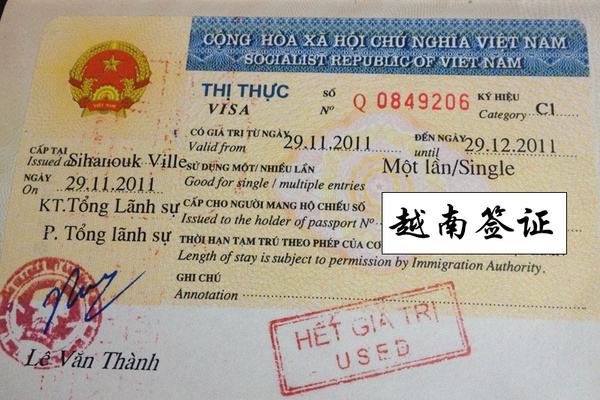 CỘNG HÒA XÃ HỘI CHỦ NGHĨA VIỆT NAM
SOCIALIST REPUBLIC OF VIET NAM
VIỆT NAM
THỊ THỰC SỐ Q 0849206 KÝ HIỆU C1
VISA Nº Category
CẤP TẠI Sihanouk Ville
Issued at
CÓ GIÁ TRỊ TỪ NGÀY 29.11.2011 ĐẾN NGÀY 29.12.2011
Valid from until
NGÀY 29.11.2011
On
SỬ DỤNG MỘT/ NHIỀU LẦN Một lần/Single
Good for single / multiple entries
KT.Tổng Lãnh sự
P. Tổng lãnh sự
CẤP CHO NGƯỜI MANG HỘ CHIẾU SỐ
Issued to the holder of passport Nº
越南签证
THỜI HẠN TẠM TRÚ THEO PHÉP CỦA CƠ
Length of stay is subject to permission by Immigration Authority.
GHI CHÚ
Annotation
HẾT GIÁ TRỊ
USED
Lê Văn Thành